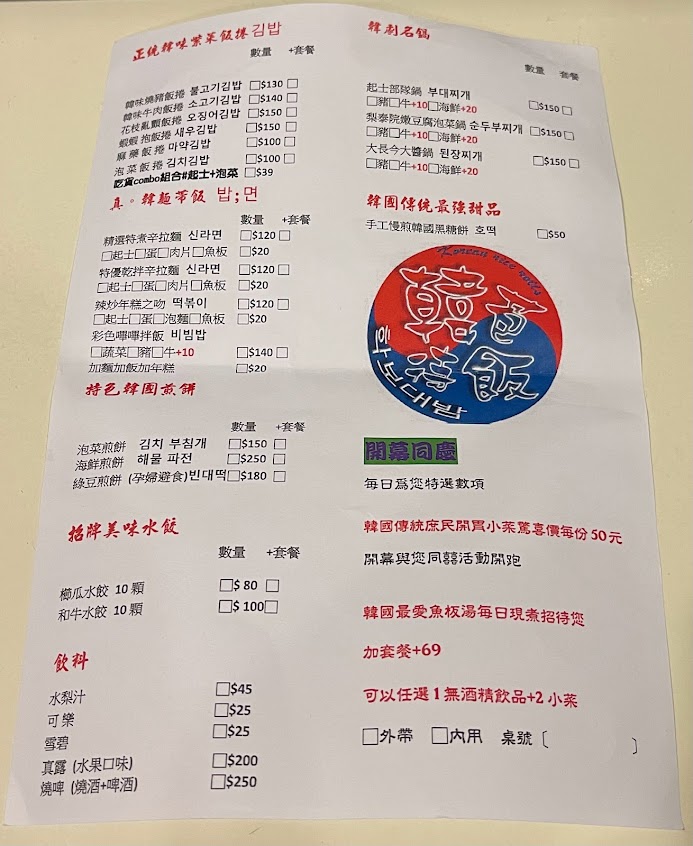 正統韓味紫菜飯捲김밥
數量 +套餐
韓味燒豬飯捲 불고기김밥 □$130 □
韓味牛肉飯捲 소고기김밥 □$140 □
花枝亂顫飯捲 오징어김밥 □$150 □
蝦蝦抱飯捲 새우김밥 □$150 □
麻藥飯捲 마약김밥 □$100 □
泡菜飯捲 김치김밥 □$100 □
吃貨combo組合#起士+泡菜 □$39
真。韓麵帶飯 밥;면
數量 +套餐
精選特煮辛拉麵 신라면 □$120 □
□起士□蛋□肉片□魚板 □$20
特優乾拌辛拉麵 신라면 □$120 □
□起士□蛋□肉片□魚板 □$20
辣炒年糕之吻 떡볶이 □$120 □
□起士□蛋□泡麵□魚板 □$20
彩色嗶嗶拌飯 비빔밥
□蔬菜□豬□牛+10 □$140 □
加麵加飯加年糕 □$20
特色韓國煎餅
數量 +套餐
泡菜煎餅 김치 부침개 □$150 □
海鮮煎餅 해물 파전 □$250 □
綠豆煎餅 (孕婦避食)빈대떡 □$180 □
招牌美味水餃
數量 +套餐
櫛瓜水餃 10 顆 □$ 80 □
和牛水餃 10 顆 □$ 100□
飲料
水梨汁 □$45
可樂 □$25
雪碧 □$25
真露 (水果口味) □$200
燒啤 (燒酒+啤酒) □$250
韓劇名鍋
數量 套餐
起士部隊鍋 부대찌개
□豬□牛+10□海鮮+20 □$150 □
梨泰院嫩豆腐泡菜鍋 순두부찌개 □$150 □
□豬□牛+10□海鮮+20
大長今大醬鍋 된장찌개 □$150 □
□豬□牛+10□海鮮+20
韓國傳統最強甜品
手工慢煎韓國黑糖餅 호떡 □$50
Korean rice rolls
開幕同慶
每日爲您特選數項
韓國傳統庶民開胃小菜驚喜價每份 50 元
開幕與您同囍活動開跑
韓國最愛魚板湯每日現煮招待您
加套餐+69
可以任選 1 無酒精飲品+2 小菜
□外帶 □內用 桌號〔 〕